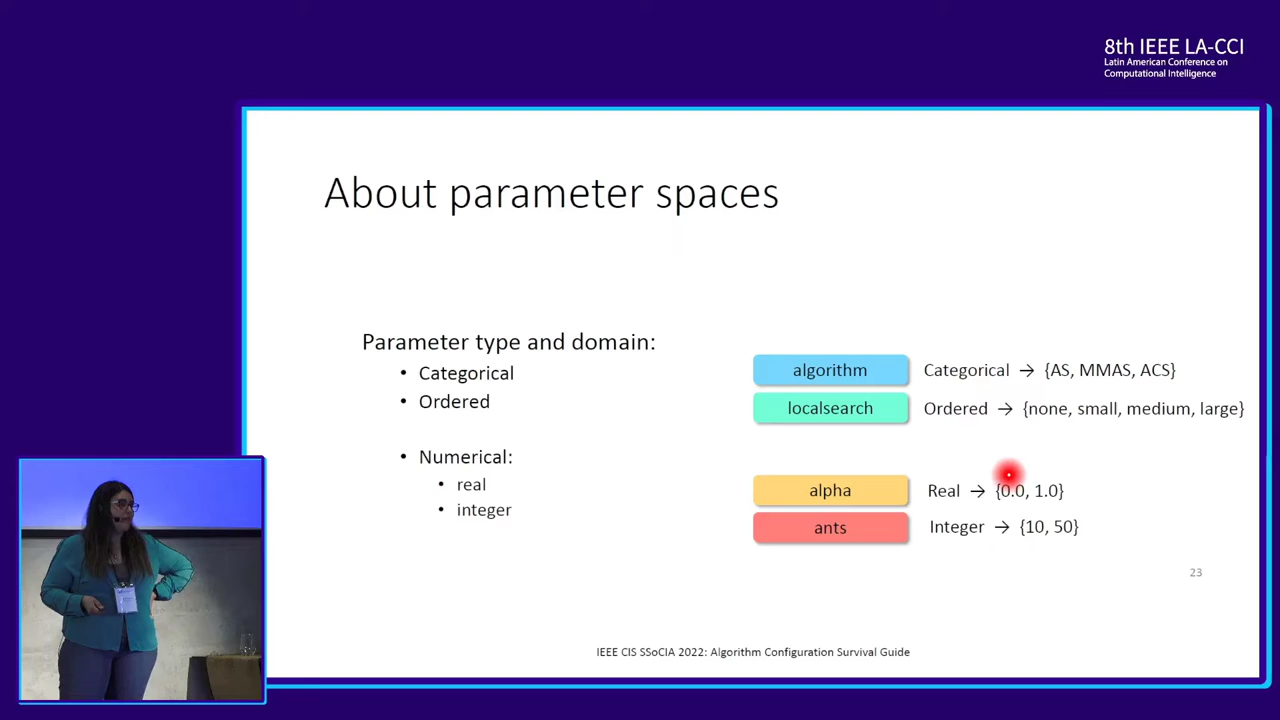 8th IEEE LA-CCI
Latin American Conference on
Computational Intelligence
About parameter spaces
Parameter type and domain:
• Categorical
• Ordered
• Numerical:
• real
• integer
algorithm Categorical → {AS, MMAS, ACS}
localsearch Ordered → {none, small, medium, large}
alpha Real → {0.0, 1.0}
ants Integer → {10, 50}
23
IEEE CIS SSoCIA 2022: Algorithm Configuration Survival Guide